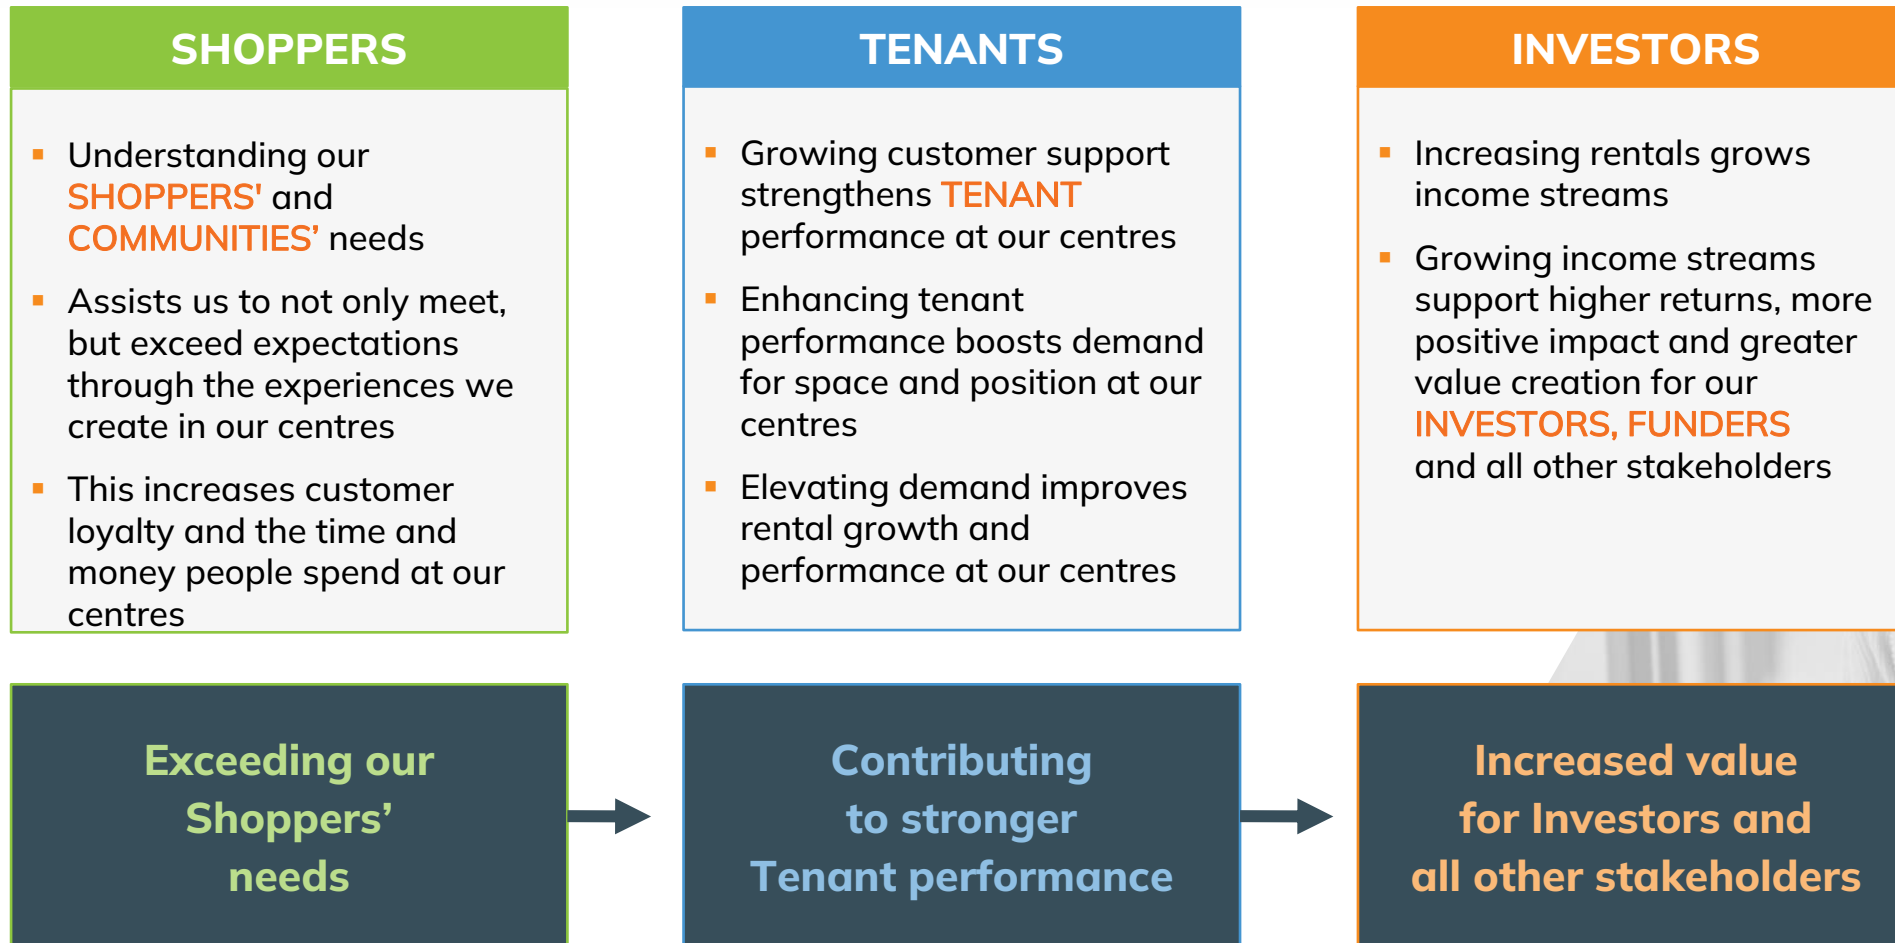 SHOPPERS
▪ Understanding our
SHOPPERS' and
COMMUNITIES’ needs
▪ Assists us to not only meet,
but exceed expectations
through the experiences we
create in our centres
▪ This increases customer
loyalty and the time and
money people spend at our
centres
TENANTS
▪ Growing customer support
strengthens TENANT
performance at our centres
▪ Enhancing tenant
performance boosts demand
for space and position at our
centres
▪ Elevating demand improves
rental growth and
performance at our centres
INVESTORS
▪ Increasing rentals grows
income streams
▪ Growing income streams
support higher returns, more
positive impact and greater
value creation for our
INVESTORS, FUNDERS
and all other stakeholders
Exceeding our
Shoppers’
needs
Contributing
to stronger
Tenant performance
Increased value
for Investors and
all other stakeholders